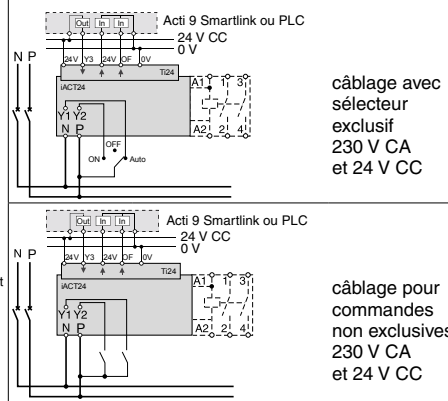 Out In In Acti 9 Smartlink ou PLC
24 V CC
0 V
N P
24V Y3 24V OF 0V
Ti24
iACT24
A1 1 3
Y1 Y2
N P
A2 2 4
OFF
ON Auto
câblage avec
sélecteur
exclusif
230 V CA
et 24 V CC
Out In In Acti 9 Smartlink ou PLC
24 V CC
0 V
N P
24V Y3 24V OF 0V
Ti24
t
iACT24
A1 1 3
Y1 Y2
N P
A2 2 4
câblage pour
commandes
non exclusives
230 V CA
et 24 V CC